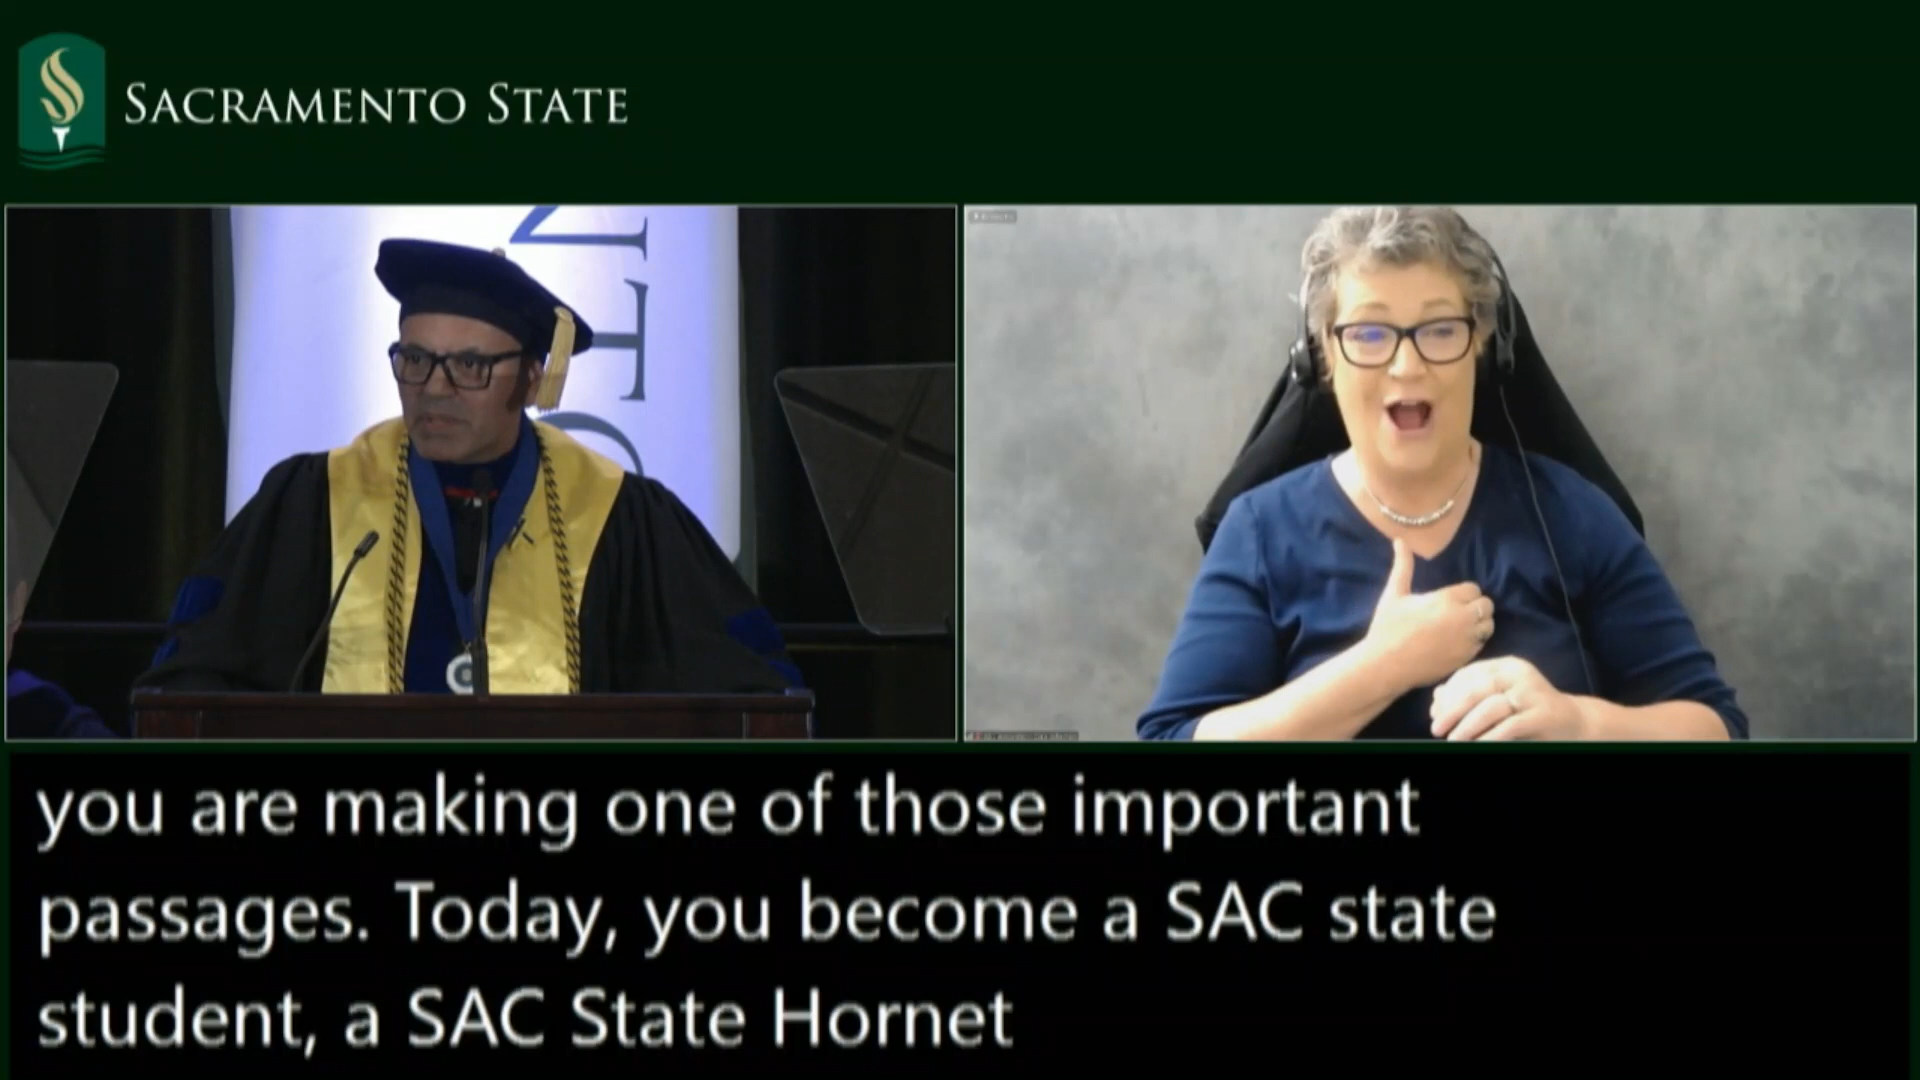 SACRAMENTO STATE
NTO
you are making one of those important
passages. Today, you become a SAC state
student, a SAC State Hornet